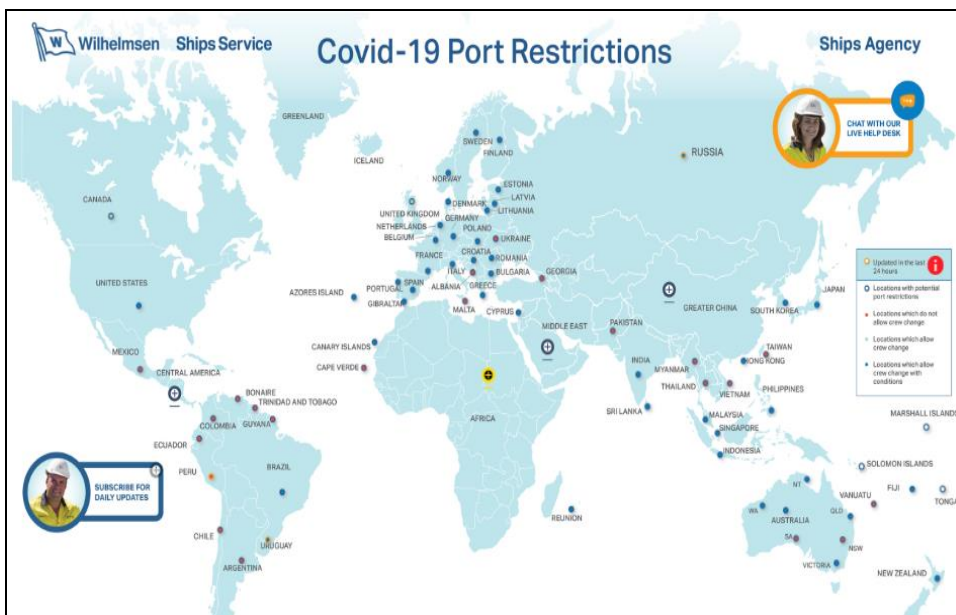 Wilhelmsen Ships Service
Covid-19 Port Restrictions
Ships Agency
CHAT WITH OUR
LIVE HELP DESK
GREENLAND
ICELAND
SWEDEN
FINLAND
RUSSIA
NORWAY
CANADA
ESTONIA
LATVIA
DENMARK
LITHUANIA
UNITED KINGDOM
GERMANY
NETHERLANDS
POLAND
BELGIUM
UKRAINE
CROATIA
FRANCE
ROMANIA
ITALY
BULGARIA
GEORGIA
UNITED STATES
SPAIN
ALBANIA
GREECE
AZORES ISLAND
PORTUGAL
GIBRALTAR
MALTA
CYPRUS
MIDDLE EAST
PAKISTAN
GREATER CHINA
SOUTH KOREA
JAPAN
Updated in the last
24 hours
Locations with potential
port restrictions
Locations which do not
allow crew change
Locations which allow
crew change
Locations which allow
crew change with
conditions
MEXICO
CENTRAL AMERICA
CANARY ISLANDS
CAPE VERDE
INDIA
MYANMAR
HONG KONG
TAIWAN
THAILAND
VIETNAM
PHILIPPINES
BONAIRE
TRINIDAD AND TOBAGO
COLOMBIA
GUYANA
AFRICA
SRI LANKA
MALAYSIA
SINGAPORE
INDONESIA
MARSHALL ISLANDS
ECUADOR
PERU
BRAZIL
SOLOMON ISLANDS
SUBSCRIBE FOR
DAILY UPDATES
REUNION
NT
VANUATU
FIJI
TONGA
WA
AUSTRALIA
QLD
CHILE
URUGUAY
SA
NSW
ARGENTINA
VICTORIA
NEW ZEALAND